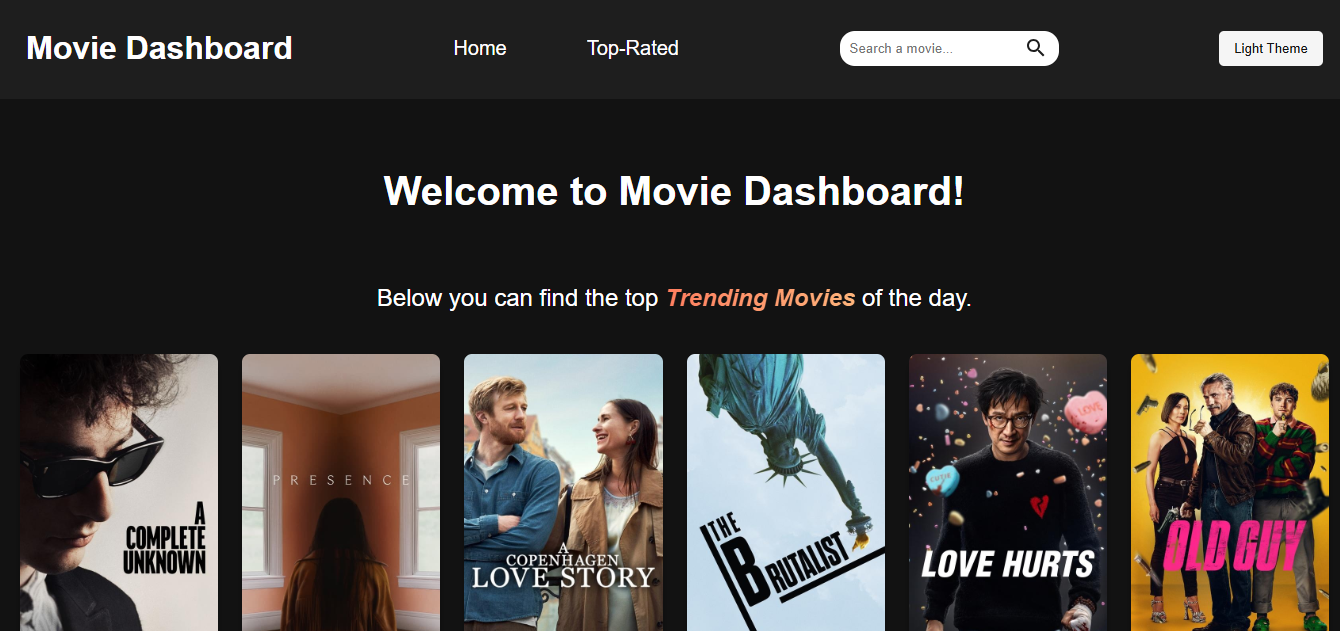 Movie Dashboard
Home
Top-Rated
Search a movie...
Light Theme
Welcome to Movie Dashboard!
Below you can find the top Trending Movies of the day.
A
COMPLETE
UNKNOWN
PRESENCE
A
COPENHAGEN
LOVE STORY
THE
BRUTALIST
LOVE
CUTIE
LOVE HURTS
OLD GUY